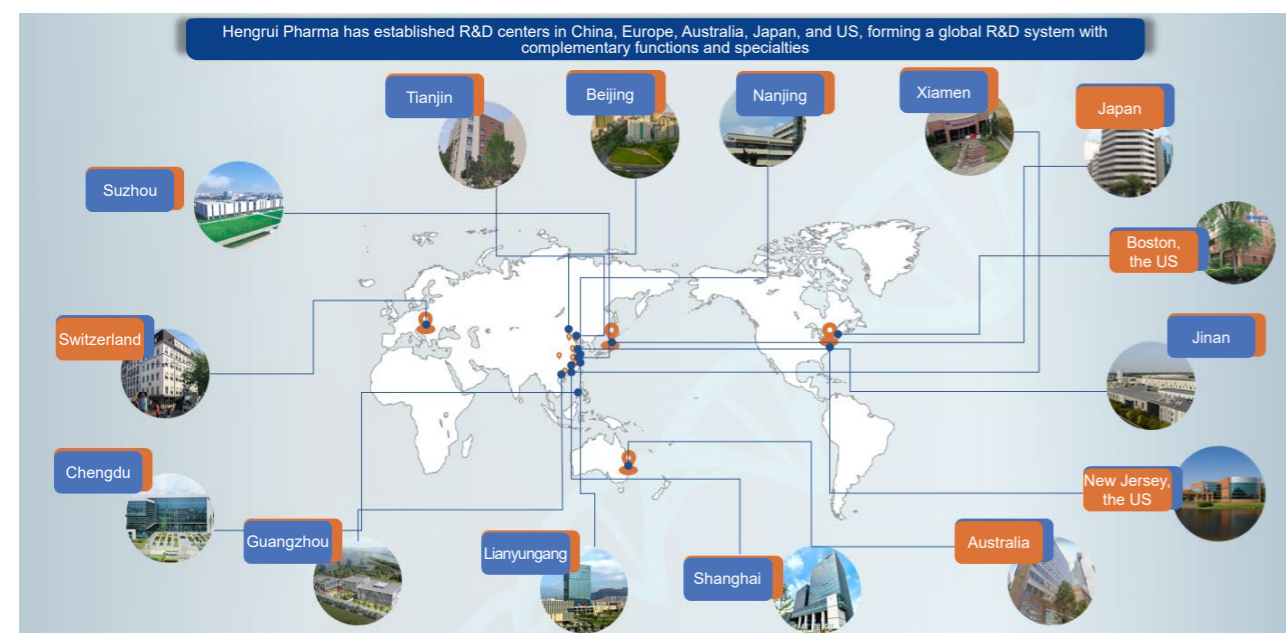 Hengrui Pharma has established R&D centers in China, Europe, Australia, Japan, and US, forming a global R&D system with
complementary functions and specialties
Tianjin
Beijing
Nanjing
Xiamen
Japan
Suzhou
Boston,
the US
Switzerland
Jinan
Chengdu
New Jersey,
the US
Guangzhou
Lianyungang
Shanghai
Australia